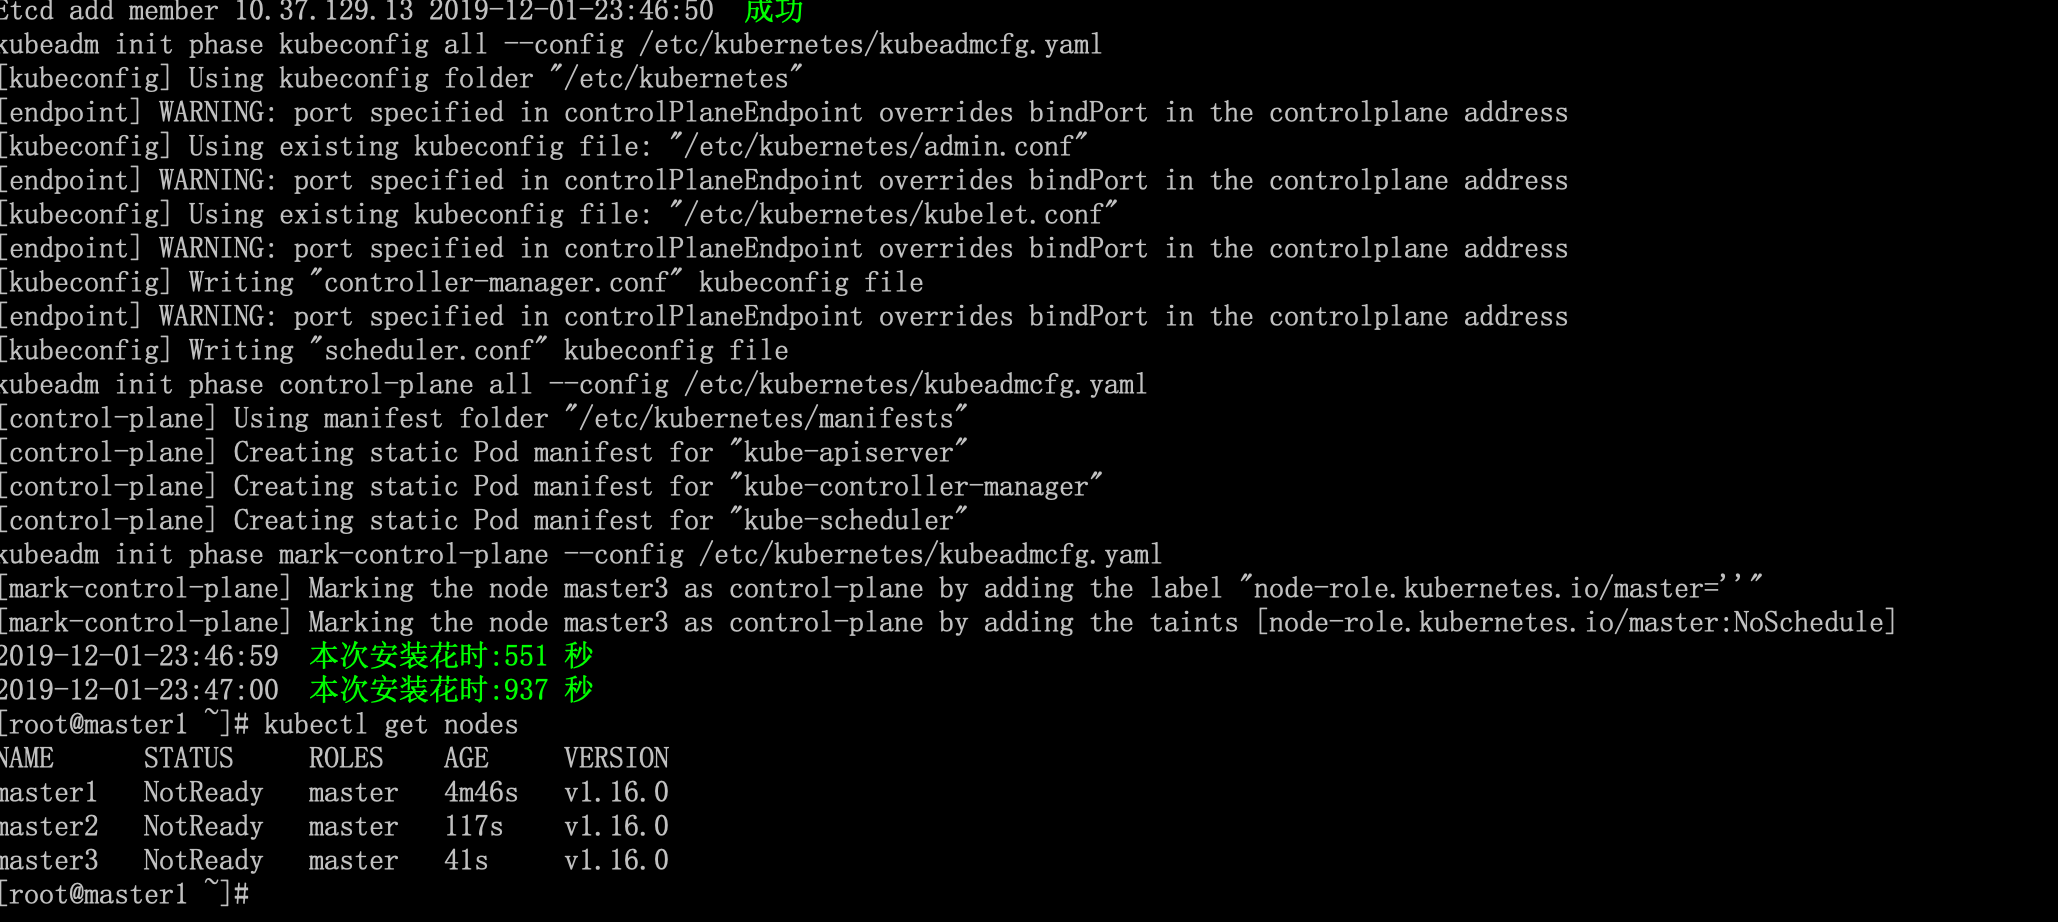 Etcd add member 10.37.129.13 2019-12-01-23:46:50 成功
kubeadm init phase kubeconfig all --config /etc/kubernetes/kubeadmcfg.yaml
[kubeconfig] Using kubeconfig folder "/etc/kubernetes"
[endpoint] WARNING: port specified in controlPlaneEndpoint overrides bindPort in the controlplane address
[kubeconfig] Using existing kubeconfig file: "/etc/kubernetes/admin.conf"
[endpoint] WARNING: port specified in controlPlaneEndpoint overrides bindPort in the controlplane address
[kubeconfig] Using existing kubeconfig file: "/etc/kubernetes/kubelet.conf"
[endpoint] WARNING: port specified in controlPlaneEndpoint overrides bindPort in the controlplane address
[kubeconfig] Writing "controller-manager.conf" kubeconfig file
[endpoint] WARNING: port specified in controlPlaneEndpoint overrides bindPort in the controlplane address
[kubeconfig] Writing "scheduler.conf" kubeconfig file
kubeadm init phase control-plane all --config /etc/kubernetes/kubeadmcfg.yaml
[control-plane] Using manifest folder "/etc/kubernetes/manifests"
[control-plane] Creating static Pod manifest for "kube-apiserver"
[control-plane] Creating static Pod manifest for "kube-controller-manager"
[control-plane] Creating static Pod manifest for "kube-scheduler"
kubeadm init phase mark-control-plane --config /etc/kubernetes/kubeadmcfg.yaml
[mark-control-plane] Marking the node master3 as control-plane by adding the label "node-role.kubernetes.io/master=''"
[mark-control-plane] Marking the node master3 as control-plane by adding the taints [node-role.kubernetes.io/master:NoSchedule]
2019-12-01-23:46:59 本次安装花时:551 秒
2019-12-01-23:47:00 本次安装花时:937 秒
[root@master1 ~]# kubectl get nodes
NAME STATUS ROLES AGE VERSION
master1 NotReady master 4m46s v1.16.0
master2 NotReady master 117s v1.16.0
master3 NotReady master 41s v1.16.0
[root@master1 ~]#